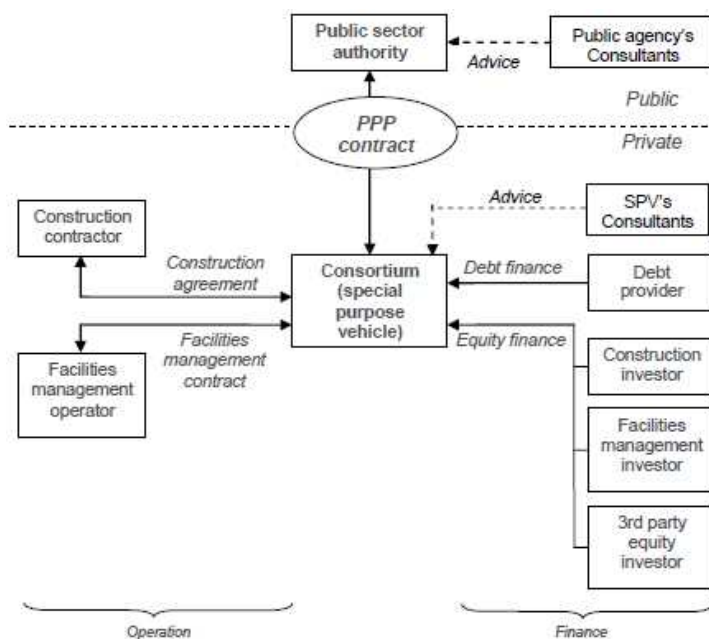 Public sector
authority
Advice
Public agency's
Consultants
Public
PPP
contract
Private
Construction
contractor
Construction
agreement
Facilities
management
contract
Facilities
management
operator
Consortium
(special
purpose
vehicle)
Advice
SPV's
Consultants
Debt finance
Debt
provider
Equity finance
Construction
investor
Facilities
management
investor
3rd party
equity
investor
Operation
Finance